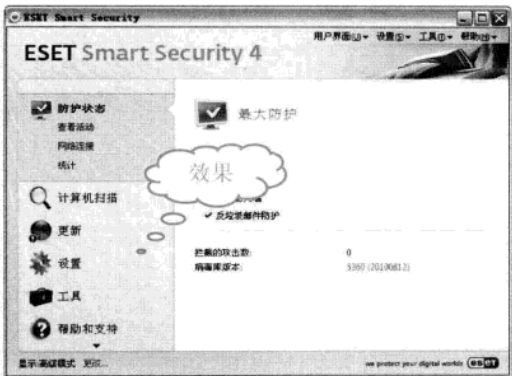 ESET Smart Security
用户界面(U) 设置(S) 工具(O) 帮助(H)
ESET Smart Security 4
防护状态
查看活动
网络连接
统计
计算机扫描
更新
设置
工具
帮助和支持
最大防护
效果
反垃圾邮件防护
拦截的攻击数: 0
病毒库版本: 5360 (20100812)
显示:高级模式 更改...
we protect your digital worlds
eseT